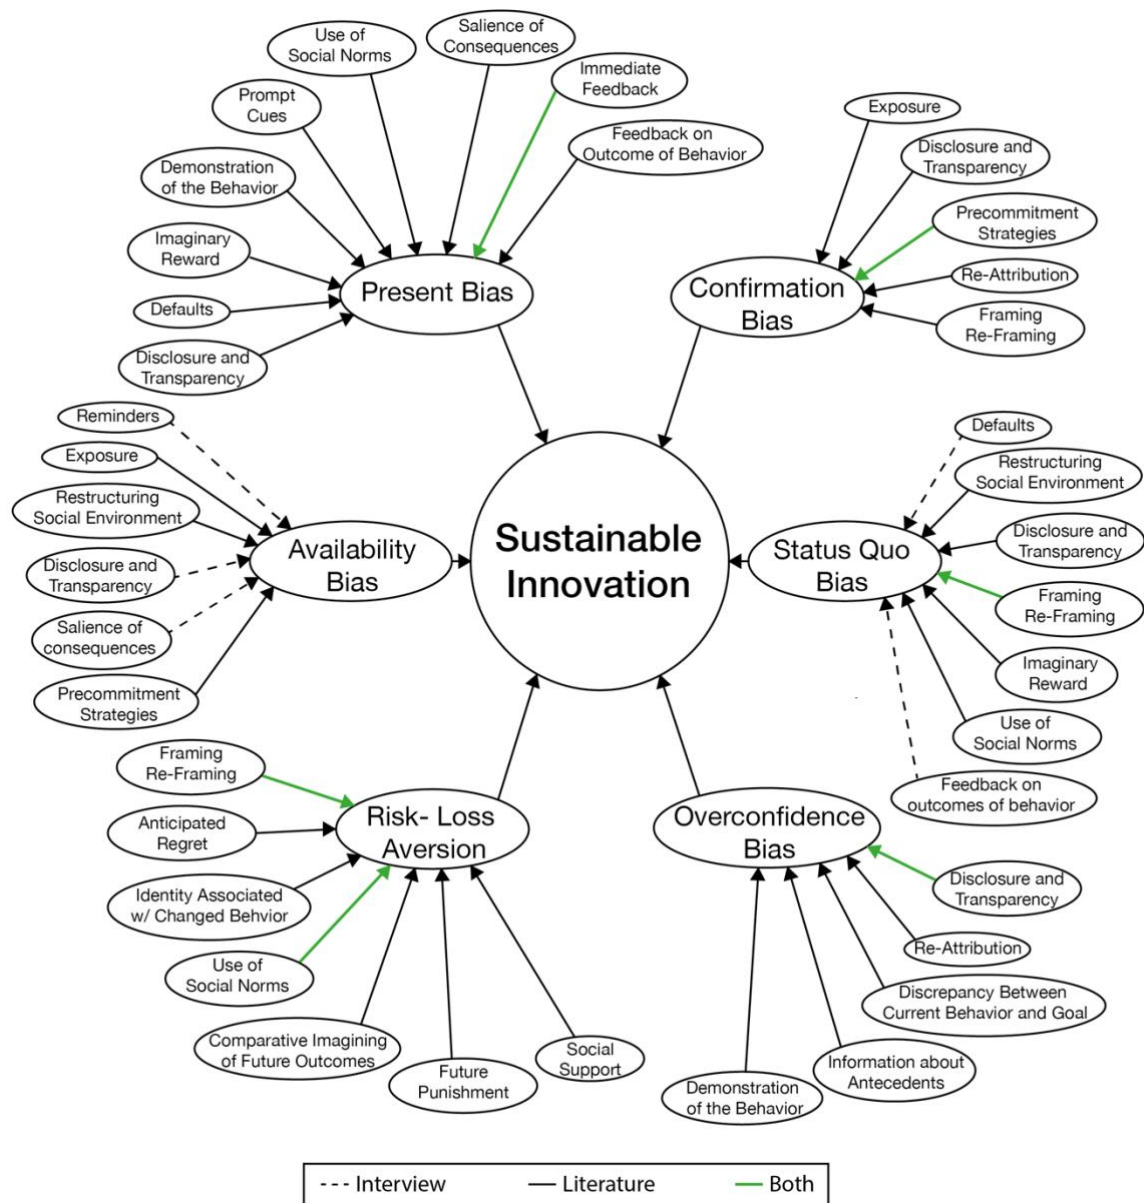 Use of
Social Norms
Salience of
Consequences
Immediate
Feedback
Prompt
Cues
Feedback on
Outcome of Behavior
Demonstration
of the Behavior
Imaginary
Reward
Defaults
Disclosure and
Transparency
Present Bias
Exposure
Disclosure and
Transparency
Precommitment
Strategies
Re-Attribution
Framing
Re-Framing
Confirmation
Bias
Reminders
Exposure
Restructuring
Social Environment
Disclosure and
Transparency
Salience of
consequences
Precommitment
Strategies
Availability
Bias
Sustainable
Innovation
Status Quo
Bias
Defaults
Restructuring
Social Environment
Disclosure and
Transparency
Framing
Re-Framing
Imaginary
Reward
Use of
Social Norms
Feedback on
outcomes of behavior
Framing
Re-Framing
Anticipated
Regret
Identity Associated
w/ Changed Behvior
Use of
Social Norms
Comparative Imagining
of Future Outcomes
Future
Punishment
Social
Support
Risk- Loss
Aversion
Overconfidence
Bias
Disclosure and
Transparency
Re-Attribution
Discrepancy Between
Current Behavior and Goal
Information about
Antecedents
Demonstration
of the Behavior
Interview
Literature
Both